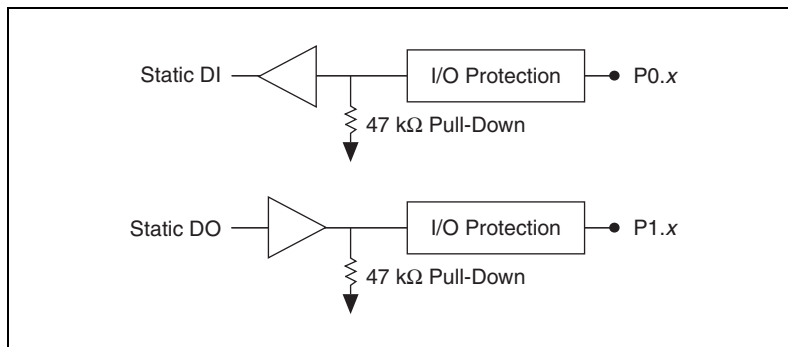 Static DI
I/O Protection
P0.x
47 kΩ Pull-Down
Static DO
I/O Protection
P1.x
47 kΩ Pull-Down